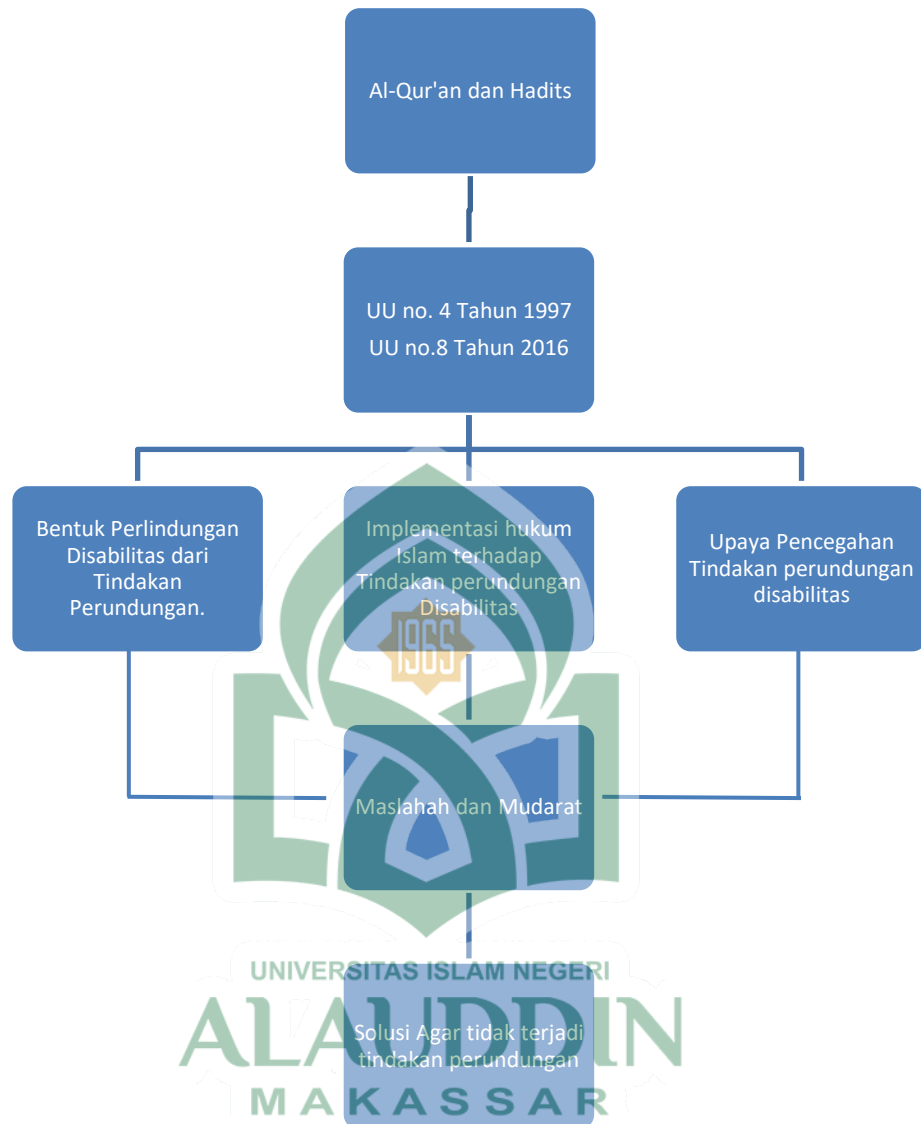 Al-Qur'an dan Hadits
UU no. 4 Tahun 1997
UU no.8 Tahun 2016
Bentuk Perlindungan
Disabilitas dari
Tindakan
Perundungan.
Implementasi hukum
Islam terhadap
Tindakan perundungan
Disabilitas
Upaya Pencegahan
Tindakan perundungan
disabilitas
1965
Maslahah dan Mudarat
UNIVERSITAS ISLAM NEGERI
ALAUDDIN
MAKASSAR
Solusi Agar tidak terjadi
tindakan perundungan